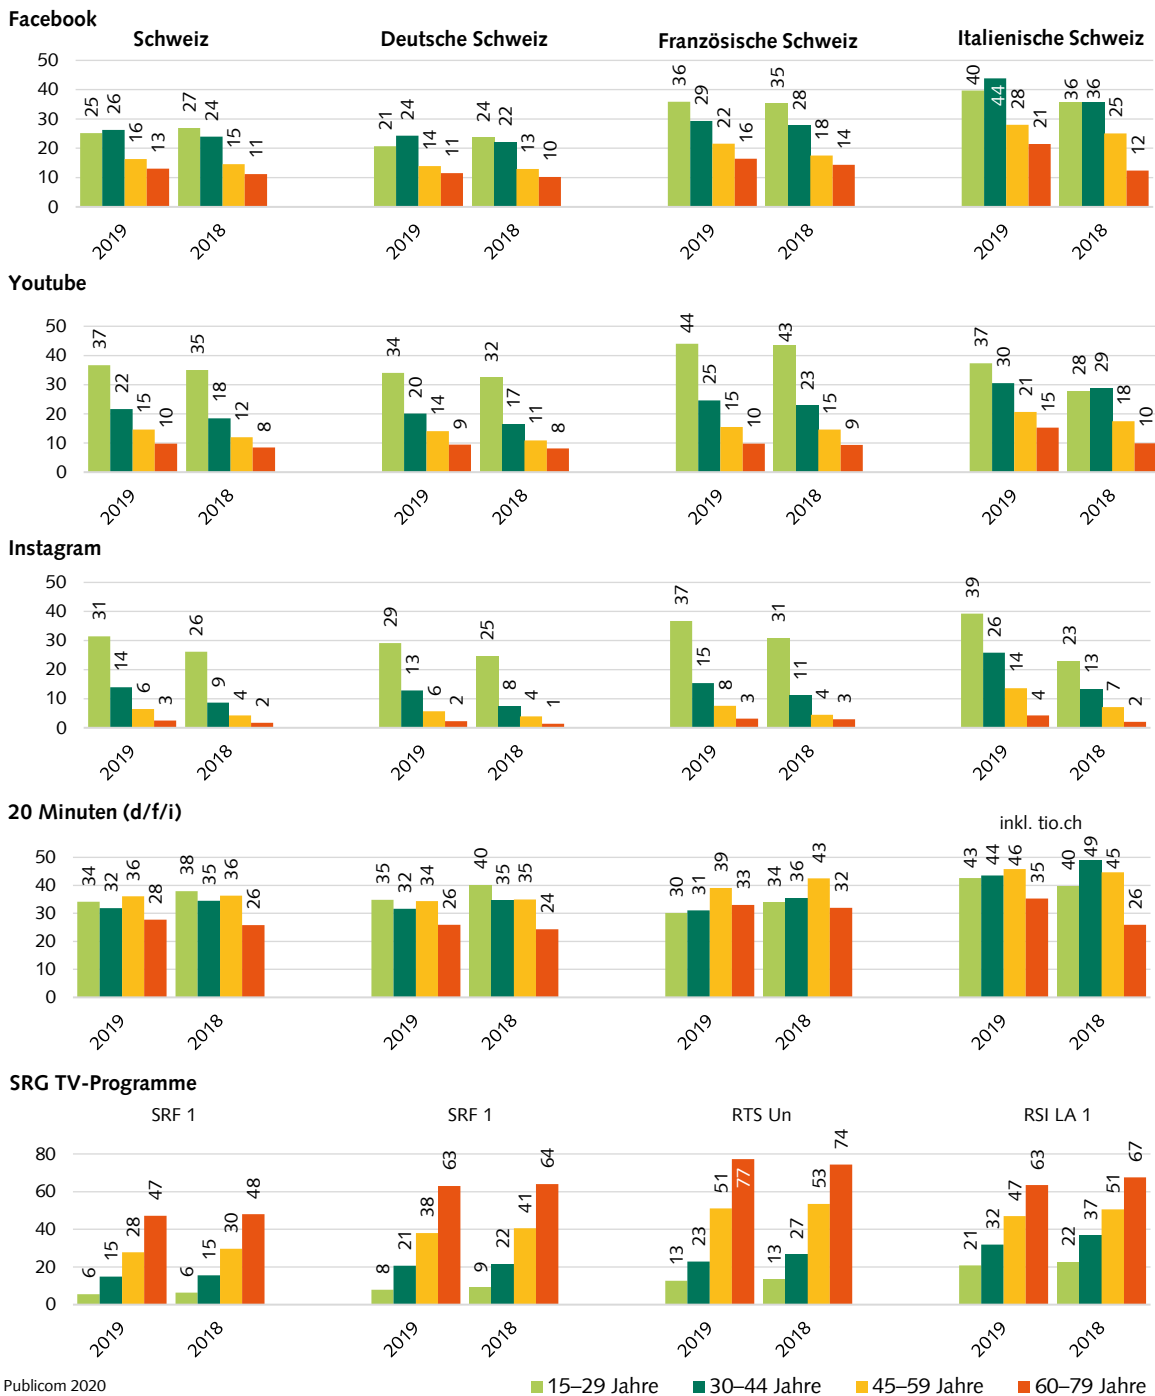 Facebook
Schweiz Deutsche Schweiz Französische Schweiz Italienische Schweiz
50
40
30
20
10
0
25 26 16 13 27 24 15 11
21 24 14 11 24 22 13 10
36 29 22 16 35 28 18 14
40 44 28 21 36 36 25 12
2019 2018 2019 2018 2019 2018 2019 2018
Youtube
50
40
30
20
10
0
37 22 15 10 35 18 12 8
34 20 14 9 32 17 11 8
44 25 15 10 43 23 15 9
37 30 21 15 28 29 18 10
2019 2018 2019 2018 2019 2018 2019 2018
Instagram
50
40
30
20
10
0
31 14 6 3 26 9 4 2
29 13 6 2 25 8 4 1
37 15 8 3 31 11 4 3
39 26 14 4 23 13 7 2
2019 2018 2019 2018 2019 2018 2019 2018
20 Minuten (d/f/i)
inkl. tio.ch
50
40
30
20
10
0
34 32 36 28 38 35 36 26
35 32 34 26 40 35 35 24
30 31 39 33 34 36 43 32
43 44 46 35 40 49 45 26
2019 2018 2019 2018 2019 2018 2019 2018
SRG TV-Programme
SRF 1 SRF 1 RTS Un RSI LA 1
80
60
40
20
0
6 15 28 47 6 15 30 48
8 21 38 63 9 22 41 64
13 23 51 77 13 27 53 74
21 32 47 63 22 37 51 67
2019 2018 2019 2018 2019 2018 2019 2018
Publicom 2020
15–29 Jahre 30–44 Jahre 45–59 Jahre 60–79 Jahre